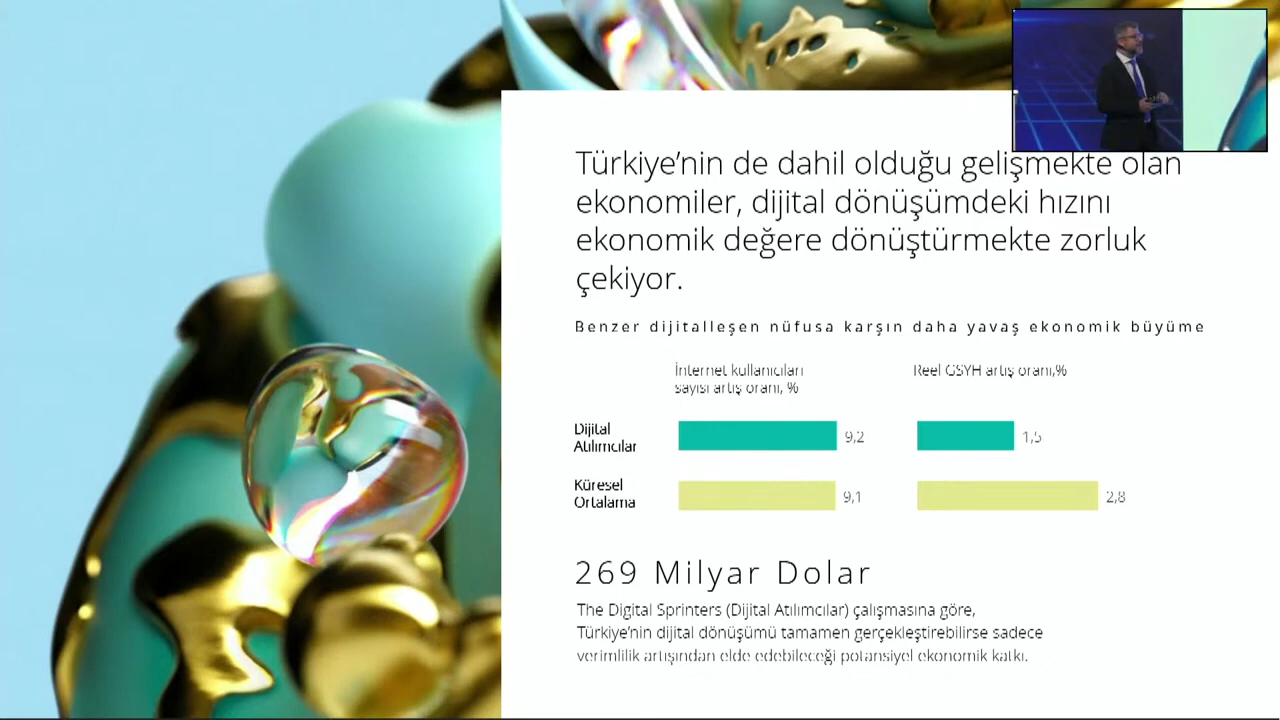 Türkiye’nin de dahil olduğu gelişmekte olan
ekonomiler, dijital dönüşümdeki hızını
ekonomik değere dönüştürmekte zorluk
çekiyor.
Benzer dijitalleşen nüfusa karşın daha yavaş ekonomik büyüme
İnternet kullanıcıları
sayısı artış oranı, %
Reel GSYH artış oranı,%
Dijital
Atılımcılar
9,2
1,5
Küresel
Ortalama
9,1
2,8
269 Milyar Dolar
The Digital Sprinters (Dijital Atılımcılar) çalışmasına göre,
Türkiye’nin dijital dönüşümü tamamen gerçekleştirebilirse sadece
verimlilik artışından elde edebileceği potansiyel ekonomik katkı.